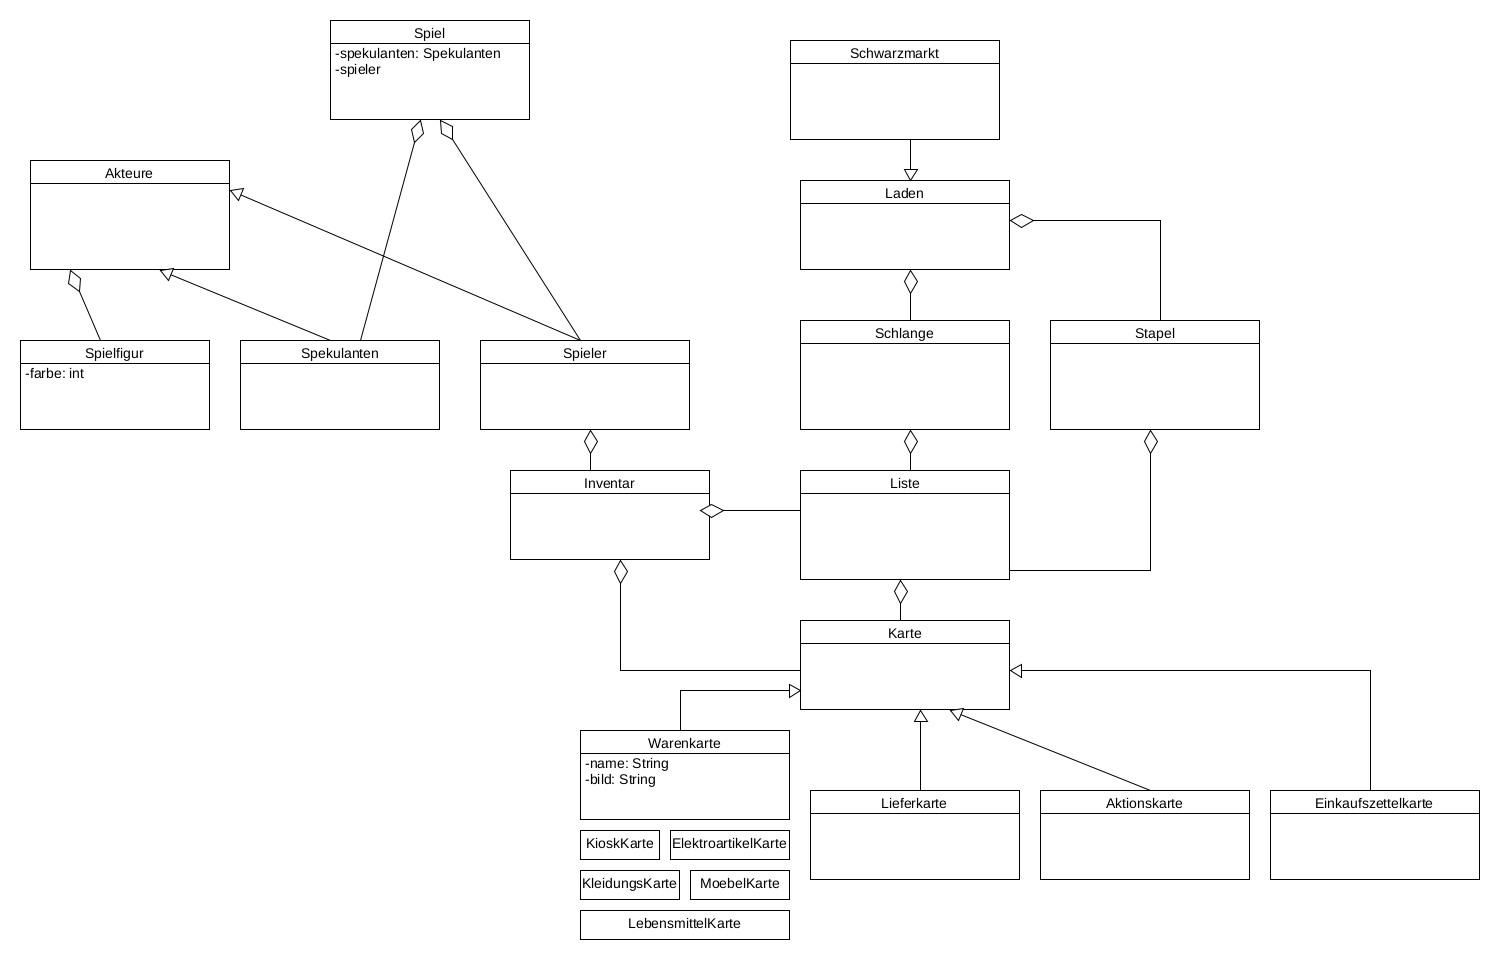 Spiel
-spekulanten: Spekulanten
-spieler
Schwarzmarkt
Akteure
Laden
Spielfigur
-farbe: int
Spekulanten
Spieler
Schlange
Stapel
Inventar
Liste
Karte
Warenkarte
-name: String
-bild: String
Lieferkarte
Aktionskarte
Einkaufszettelkarte
KioskKarte
ElektroartikelKarte
KleidungsKarte
MoebelKarte
LebensmittelKarte